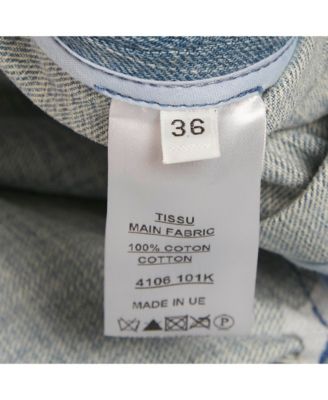 36
TISSU
MAIN FABRIC
100% COTON
COTTON
4106 101K
MADE IN UE
P